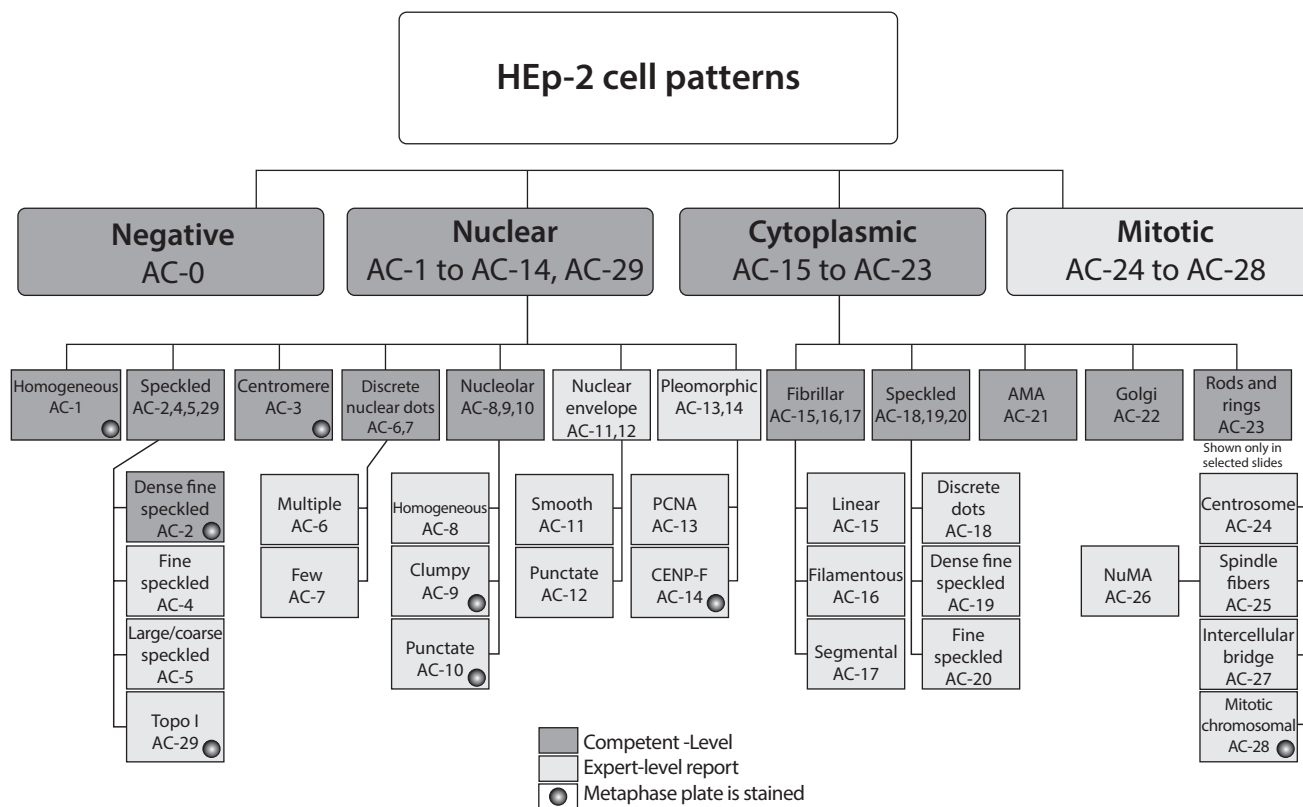 HEp-2 cell patterns
Negative
AC-0
Nuclear
AC-1 to AC-14, AC-29
Cytoplasmic
AC-15 to AC-23
Mitotic
AC-24 to AC-28
Homogeneous
AC-1
Speckled
AC-2,4,5,29
Centromere
AC-3
Discrete
nuclear dots
AC-6,7
Nucleolar
AC-8,9,10
Nuclear
envelope
AC-11,12
Pleomorphic
AC-13,14
Fibrillar
AC-15,16,17
Speckled
AC-18,19,20
AMA
AC-21
Golgi
AC-22
Rods and
rings
AC-23
Shown only in
selected slides
Dense fine
speckled
AC-2
Fine
speckled
AC-4
Large/coarse
speckled
AC-5
Topo I
AC-29
Multiple
AC-6
Few
AC-7
Homogeneous
AC-8
Clumpy
AC-9
Punctate
AC-10
Smooth
AC-11
Punctate
AC-12
PCNA
AC-13
CENP-F
AC-14
Linear
AC-15
Filamentous
AC-16
Segmental
AC-17
Discrete
dots
AC-18
Dense fine
speckled
AC-19
Fine
speckled
AC-20
NuMA
AC-26
Centrosome
AC-24
Spindle
fibers
AC-25
Intercellular
bridge
AC-27
Mitotic
chromosomal
AC-28
Competent -Level
Expert-level report
Metaphase plate is stained